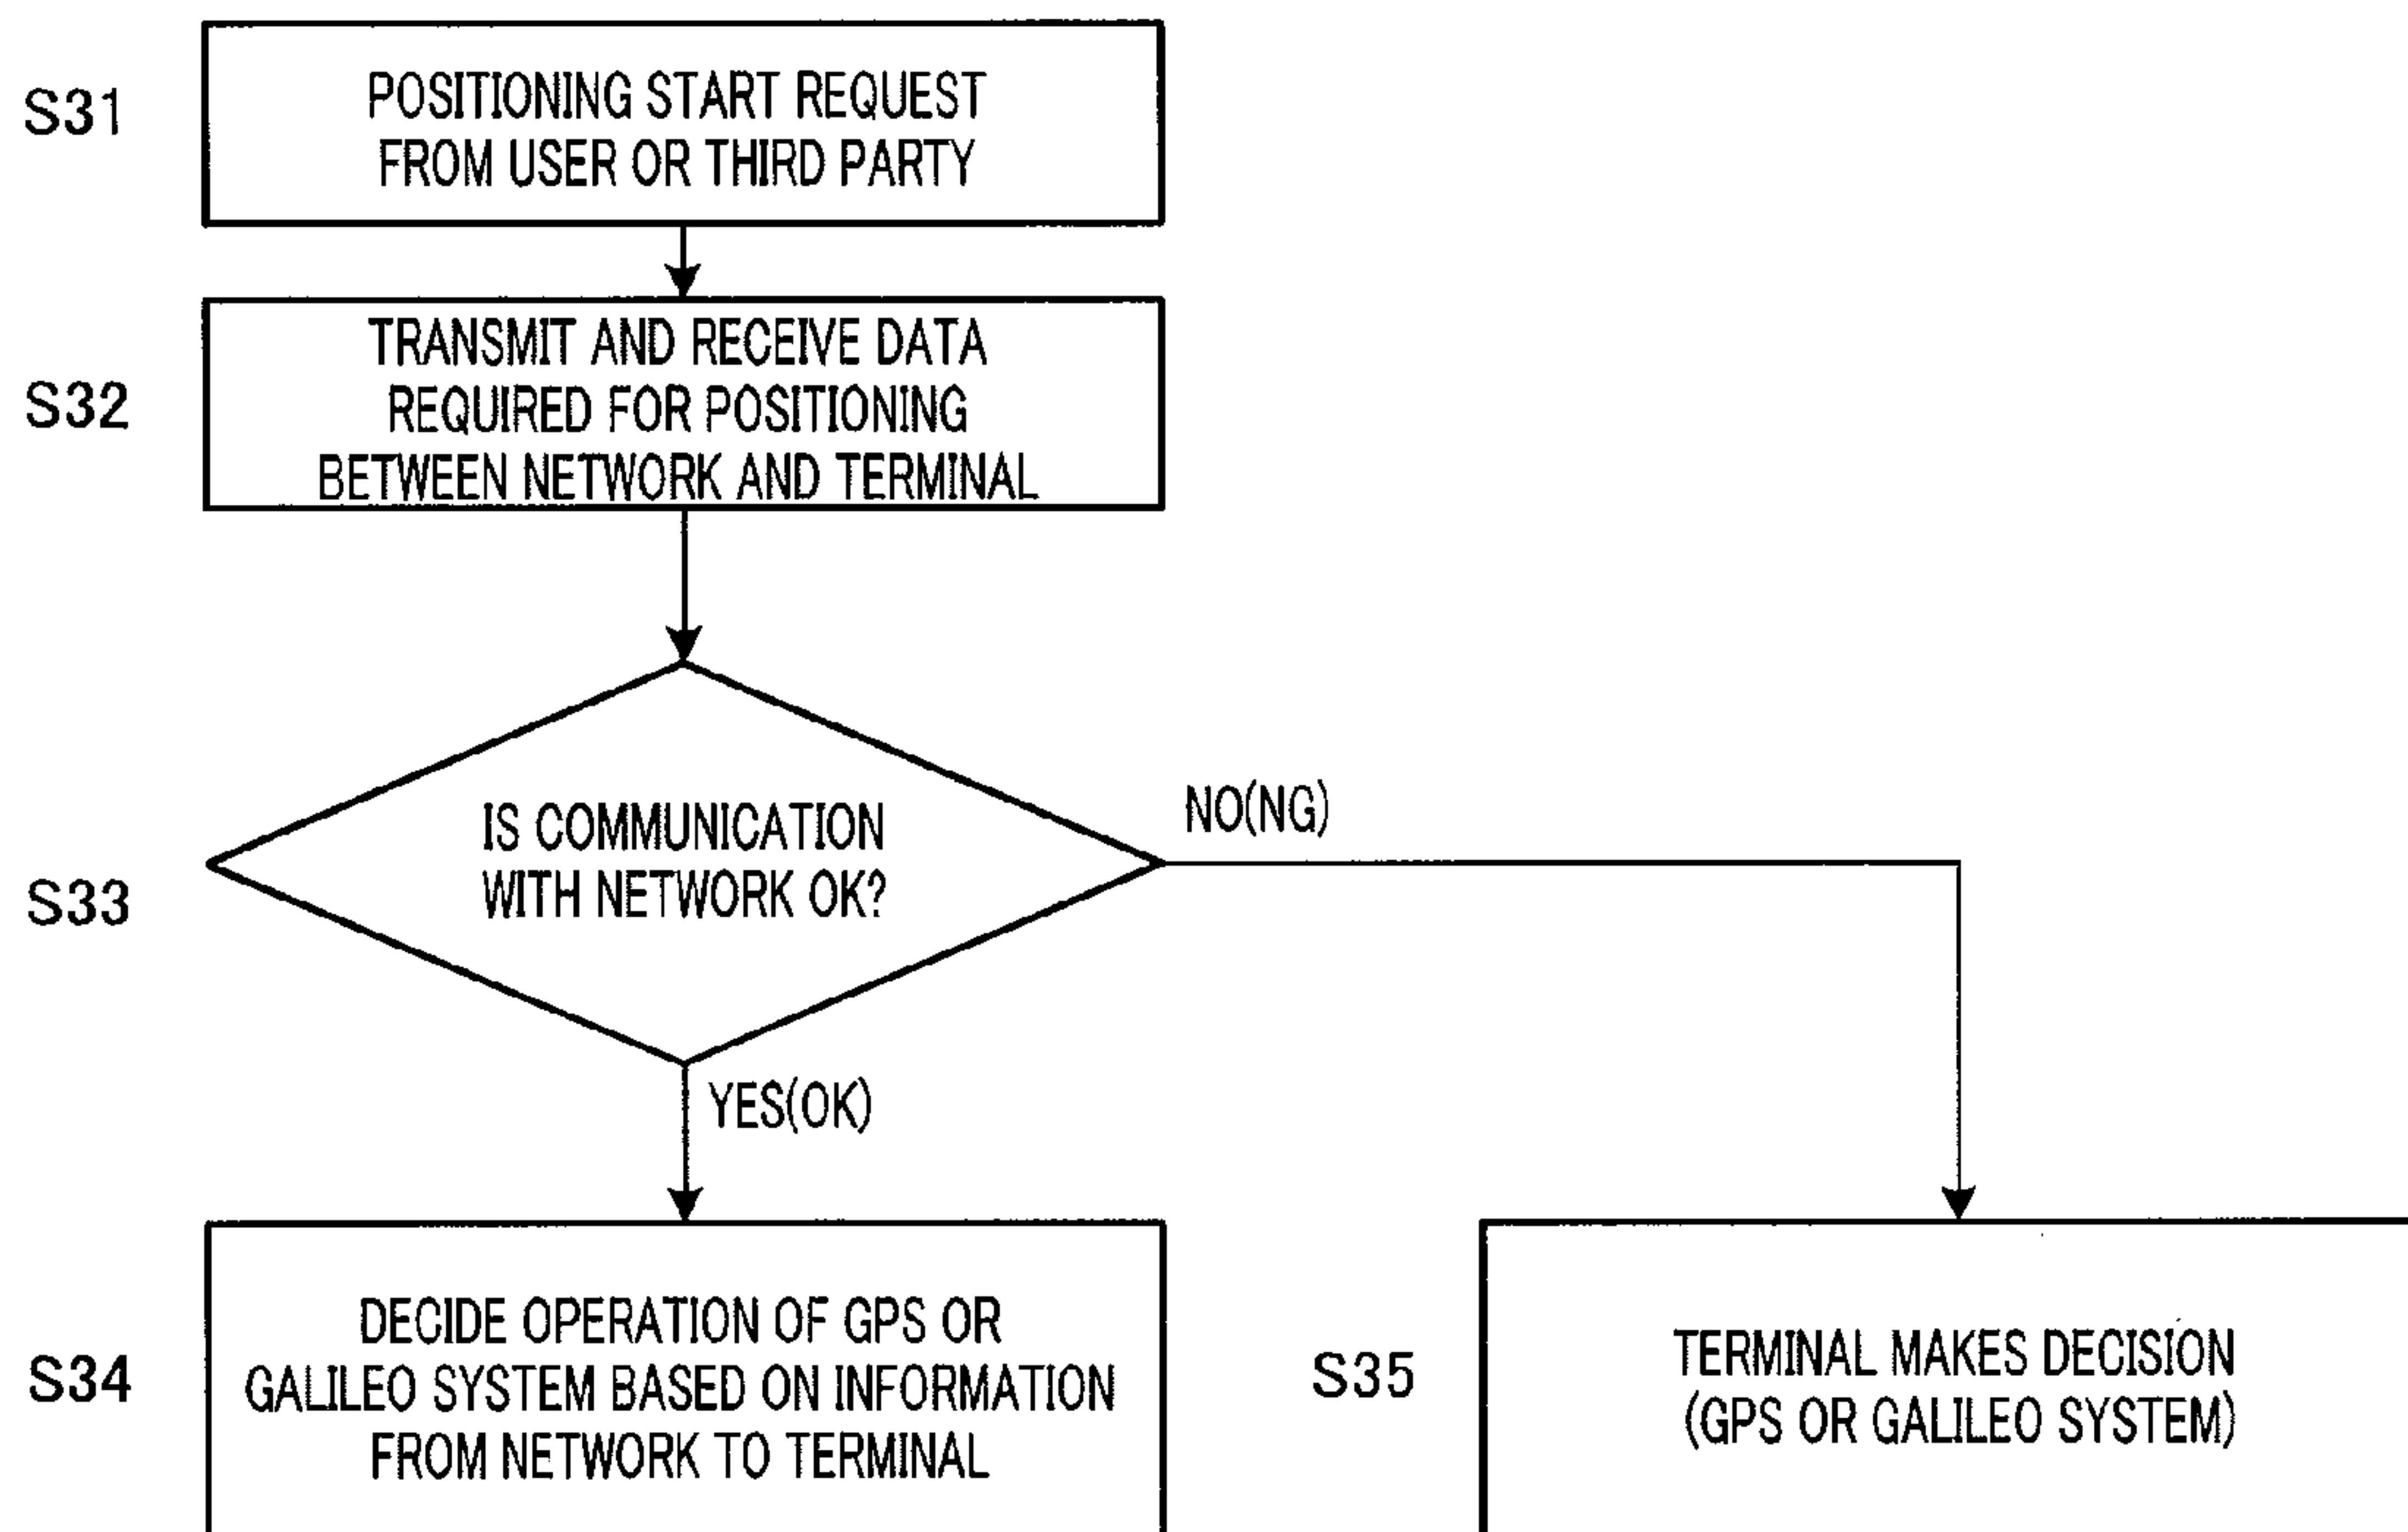 S31
POSITIONING START REQUEST
FROM USER OR THIRD PARTY
S32
TRANSMIT AND RECEIVE DATA
REQUIRED FOR POSITIONING
BETWEEN NETWORK AND TERMINAL
S33
IS COMMUNICATION
WITH NETWORK OK?
NO(NG)
YES(OK)
S34
DECIDE OPERATION OF GPS OR
GALILEO SYSTEM BASED ON INFORMATION
FROM NETWORK TO TERMINAL
S35
TERMINAL MAKES DECISION
(GPS OR GALILEO SYSTEM)